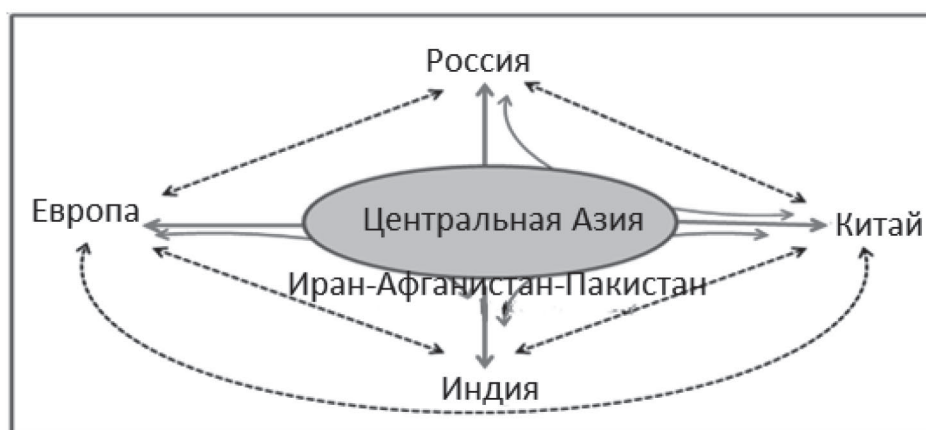 Россия
Европа
Центральная Азия
Китай
Иран-Афганистан-Пакистан
Индия